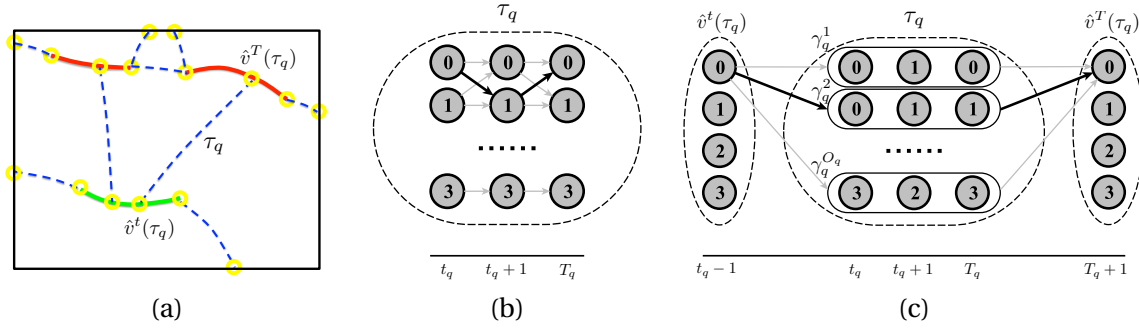 v̂ᵀ(τ_q)
τ_q
v̂ᵗ(τ_q)
(a)
τ_q
0 0 0
1 1 1
......
3 3 3
t_q t_q + 1 T_q
(b)
v̂ᵗ(τ_q) τ_q v̂ᵀ(τ_q)
γ_q^1
0 0 1 0 0
γ_q^2
1 0 1 1 1
2 ...... 2
γ_q^{O_q}
3 3 2 3 3
t_q − 1 t_q t_q + 1 T_q T_q + 1
(c)